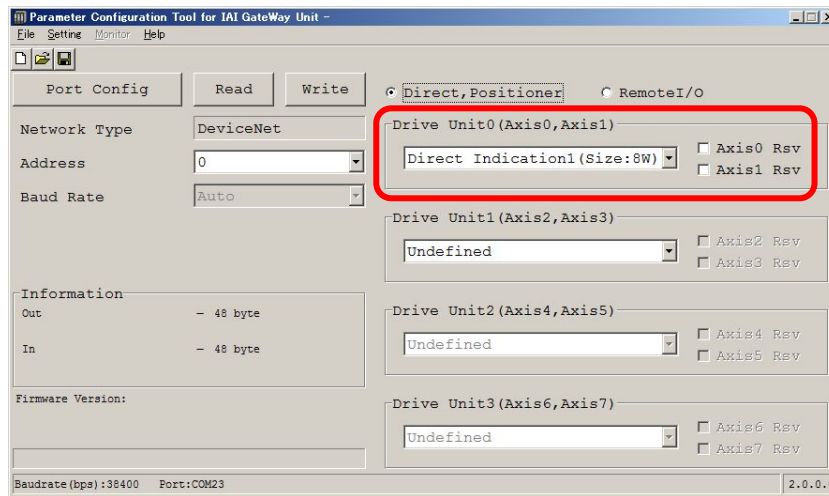 Parameter Configuration Tool for IAI GateWay Unit -
File Setting Monitor Help
Port Config Read Write
Direct,Positioner RemoteI/O
Network Type DeviceNet
Address 0
Baud Rate Auto
Drive Unit0(Axis0,Axis1)
Direct Indication1(Size:8W)
Axis0 Rsv
Axis1 Rsv
Drive Unit1(Axis2,Axis3)
Undefined
Axis2 Rsv
Axis3 Rsv
Information
Out - 48 byte
In - 48 byte
Drive Unit2(Axis4,Axis5)
Undefined
Axis4 Rsv
Axis5 Rsv
Firmware Version:
Drive Unit3(Axis6,Axis7)
Undefined
Axis6 Rsv
Axis7 Rsv
Baudrate(bps):38400 Port:COM23
2.0.0.